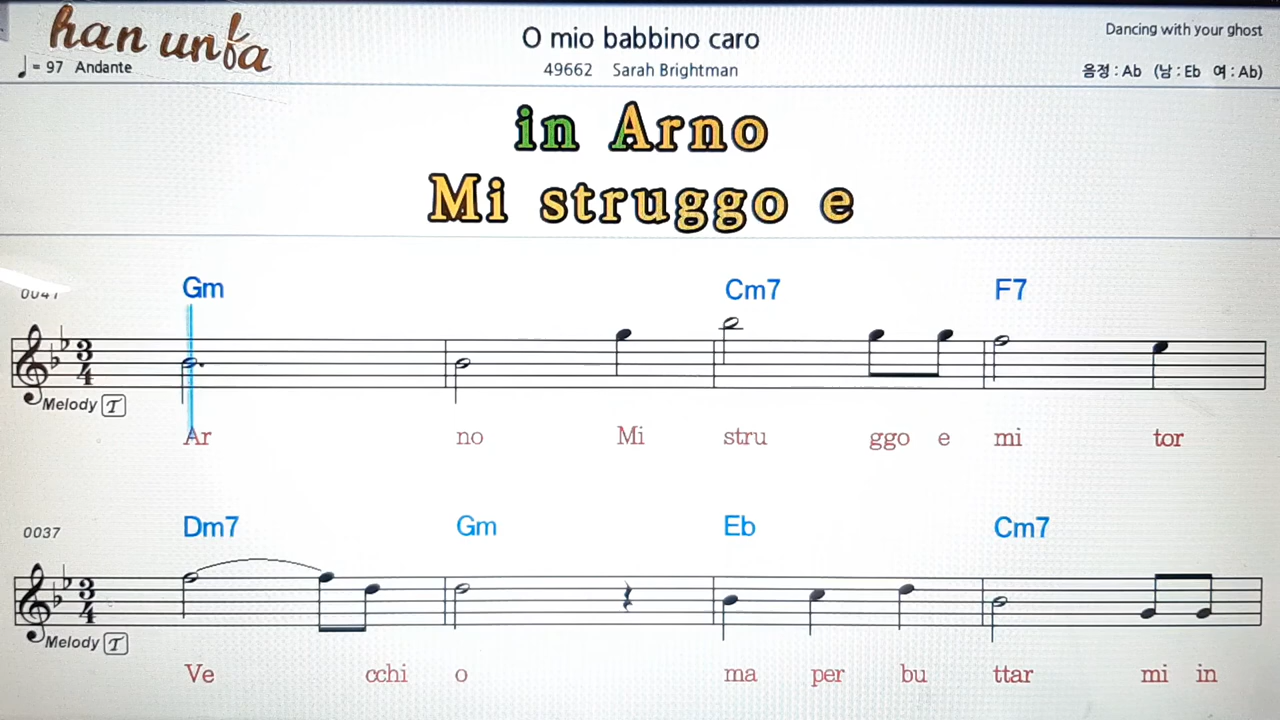 han unfa
O mio babbino caro
Dancing with your ghost
♩ = 97 Andante
49662 Sarah Brightman
음정 : Ab (남 : Eb 여 : Ab)
in Arno
Mi struggo e
0041
Gm Cm7 F7
3/4
Melody T
Ar no Mi stru ggo e mi tor
0037
Dm7 Gm Eb Cm7
3/4
Melody T
Ve cchi o ma per bu ttar mi in